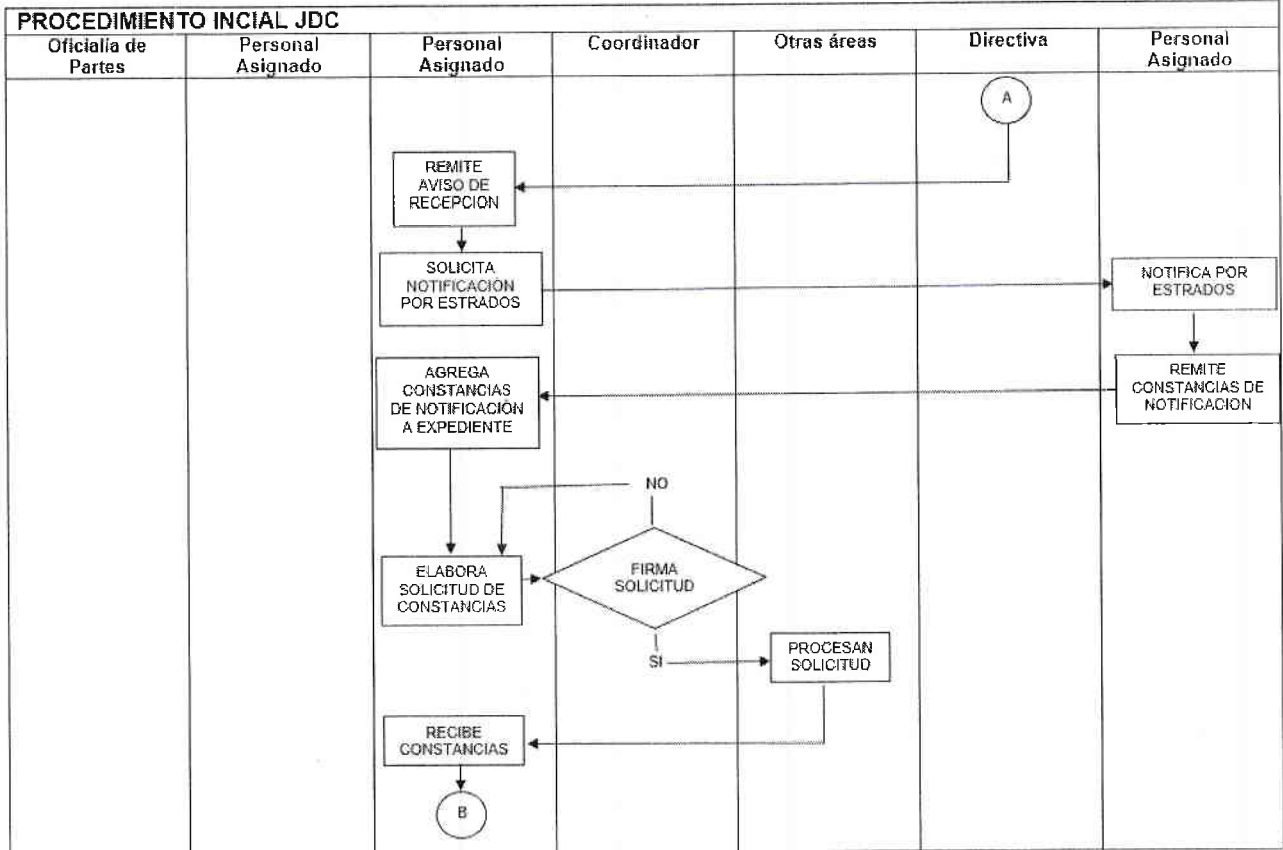 PROCEDIMIENTO INCIAL JDC
Oficialia de
Partes
Personal
Asignado
Personal
Asignado
Coordinador
Otras áreas
Directiva
Personal
Asignado
A
REMITE
AVISO DE
RECEPCION
SOLICITA
NOTIFICACIÓN
POR ESTRADOS
NOTIFICA POR
ESTRADOS
AGREGA
CONSTANCIAS
DE NOTIFICACIÓN
A EXPEDIENTE
REMITE
CONSTANCIAS DE
NOTIFICACION
NO
ELABORA
SOLICITUD DE
CONSTANCIAS
FIRMA
SOLICITUD
SI
PROCESAN
SOLICITUD
RECIBE
CONSTANCIAS
B